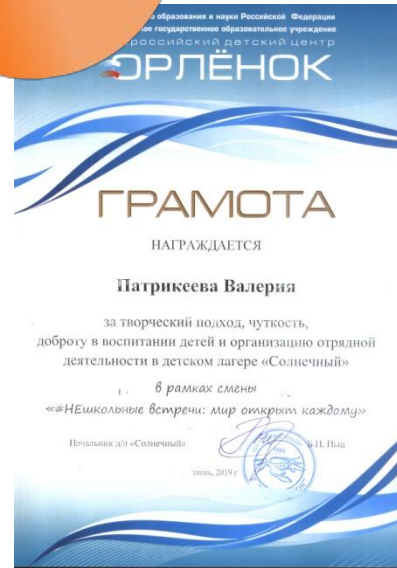 образования и науки Российской Федерации
государственное образовательное учреждение
российский детский центр
ОРЛЁНОК
ГРАМОТА
НАГРАЖДАЕТСЯ
Патрикеева Валерия
за творческий подход, чуткость,
доброту в воспитании детей и организацию отрядной
деятельности в детском лагере «Солнечный»
в рамках смены
«#НЕшкольные встречи: мир открыт каждому»
Начальник д/л «Солнечный» Б.Н. Пыц
июнь, 2019 г.